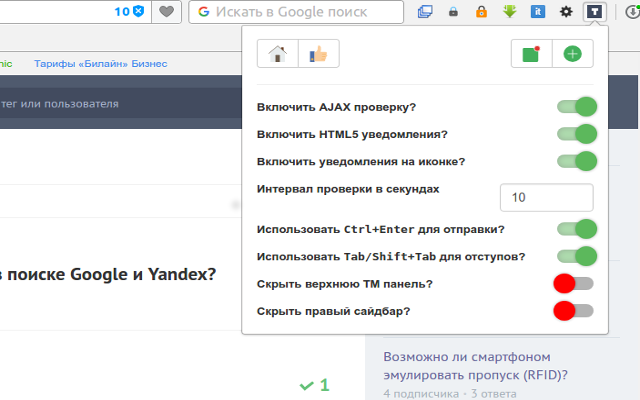 10
Искать в Google поиск
it
T
nic
Тарифы «Билайн» Бизнес
тег или пользователя
Включить AJAX проверку?
Включить HTML5 уведомления?
Включить уведомления на иконке?
Интервал проверки в секундах
10
Использовать Ctrl+Enter для отправки?
Использовать Tab/Shift+Tab для отступов?
Скрыть верхнюю ТМ панель?
Скрыть правый сайдбар?
в поиске Google и Yandex?
1
Возможно ли смартфоном
эмулировать пропуск (RFID)?
4 подписчика · 3 ответа